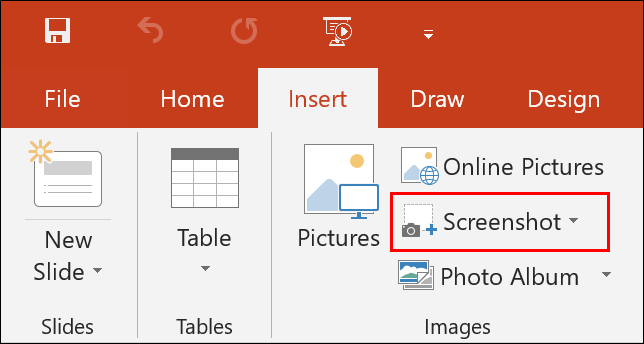 File Home Insert Draw Design
New
Slide
Table
Pictures
Online Pictures
Screenshot
Photo Album
Slides Tables Images